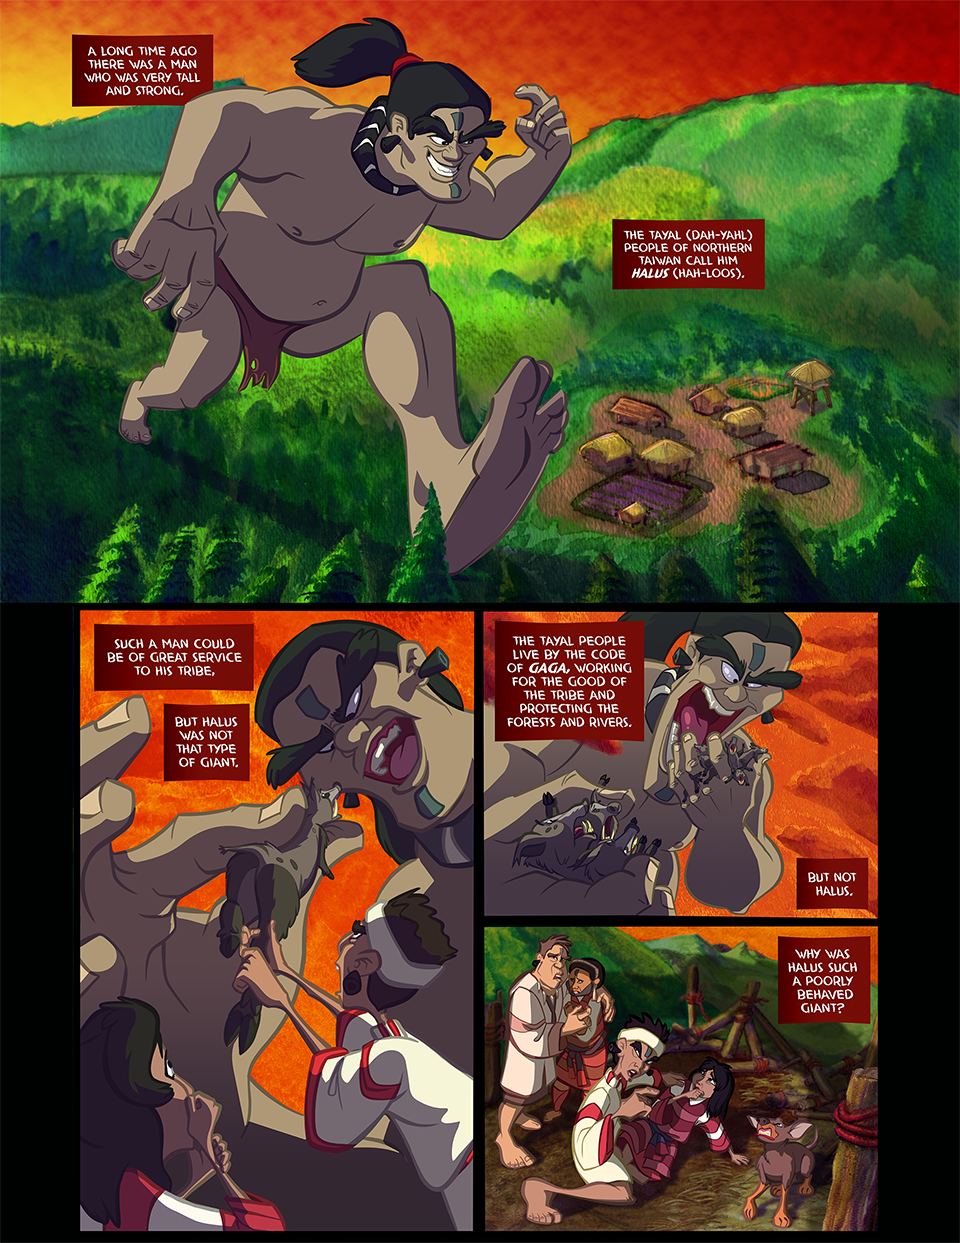 A LONG TIME AGO
THERE WAS A MAN
WHO WAS VERY TALL
AND STRONG.
THE TAYAL (DAH-YAHL)
PEOPLE OF NORTHERN
TAIWAN CALL HIM
HALUS (HAH-LOOS).
SUCH A MAN COULD
BE OF GREAT SERVICE
TO HIS TRIBE,
BUT HALUS
WAS NOT
THAT TYPE
OF GIANT.
THE TAYAL PEOPLE
LIVE BY THE CODE
OF GAGA, WORKING
FOR THE GOOD OF
THE TRIBE AND
PROTECTING THE
FORESTS AND RIVERS.
BUT NOT
HALUS.
WHY WAS
HALUS SUCH
A POORLY
BEHAVED
GIANT?